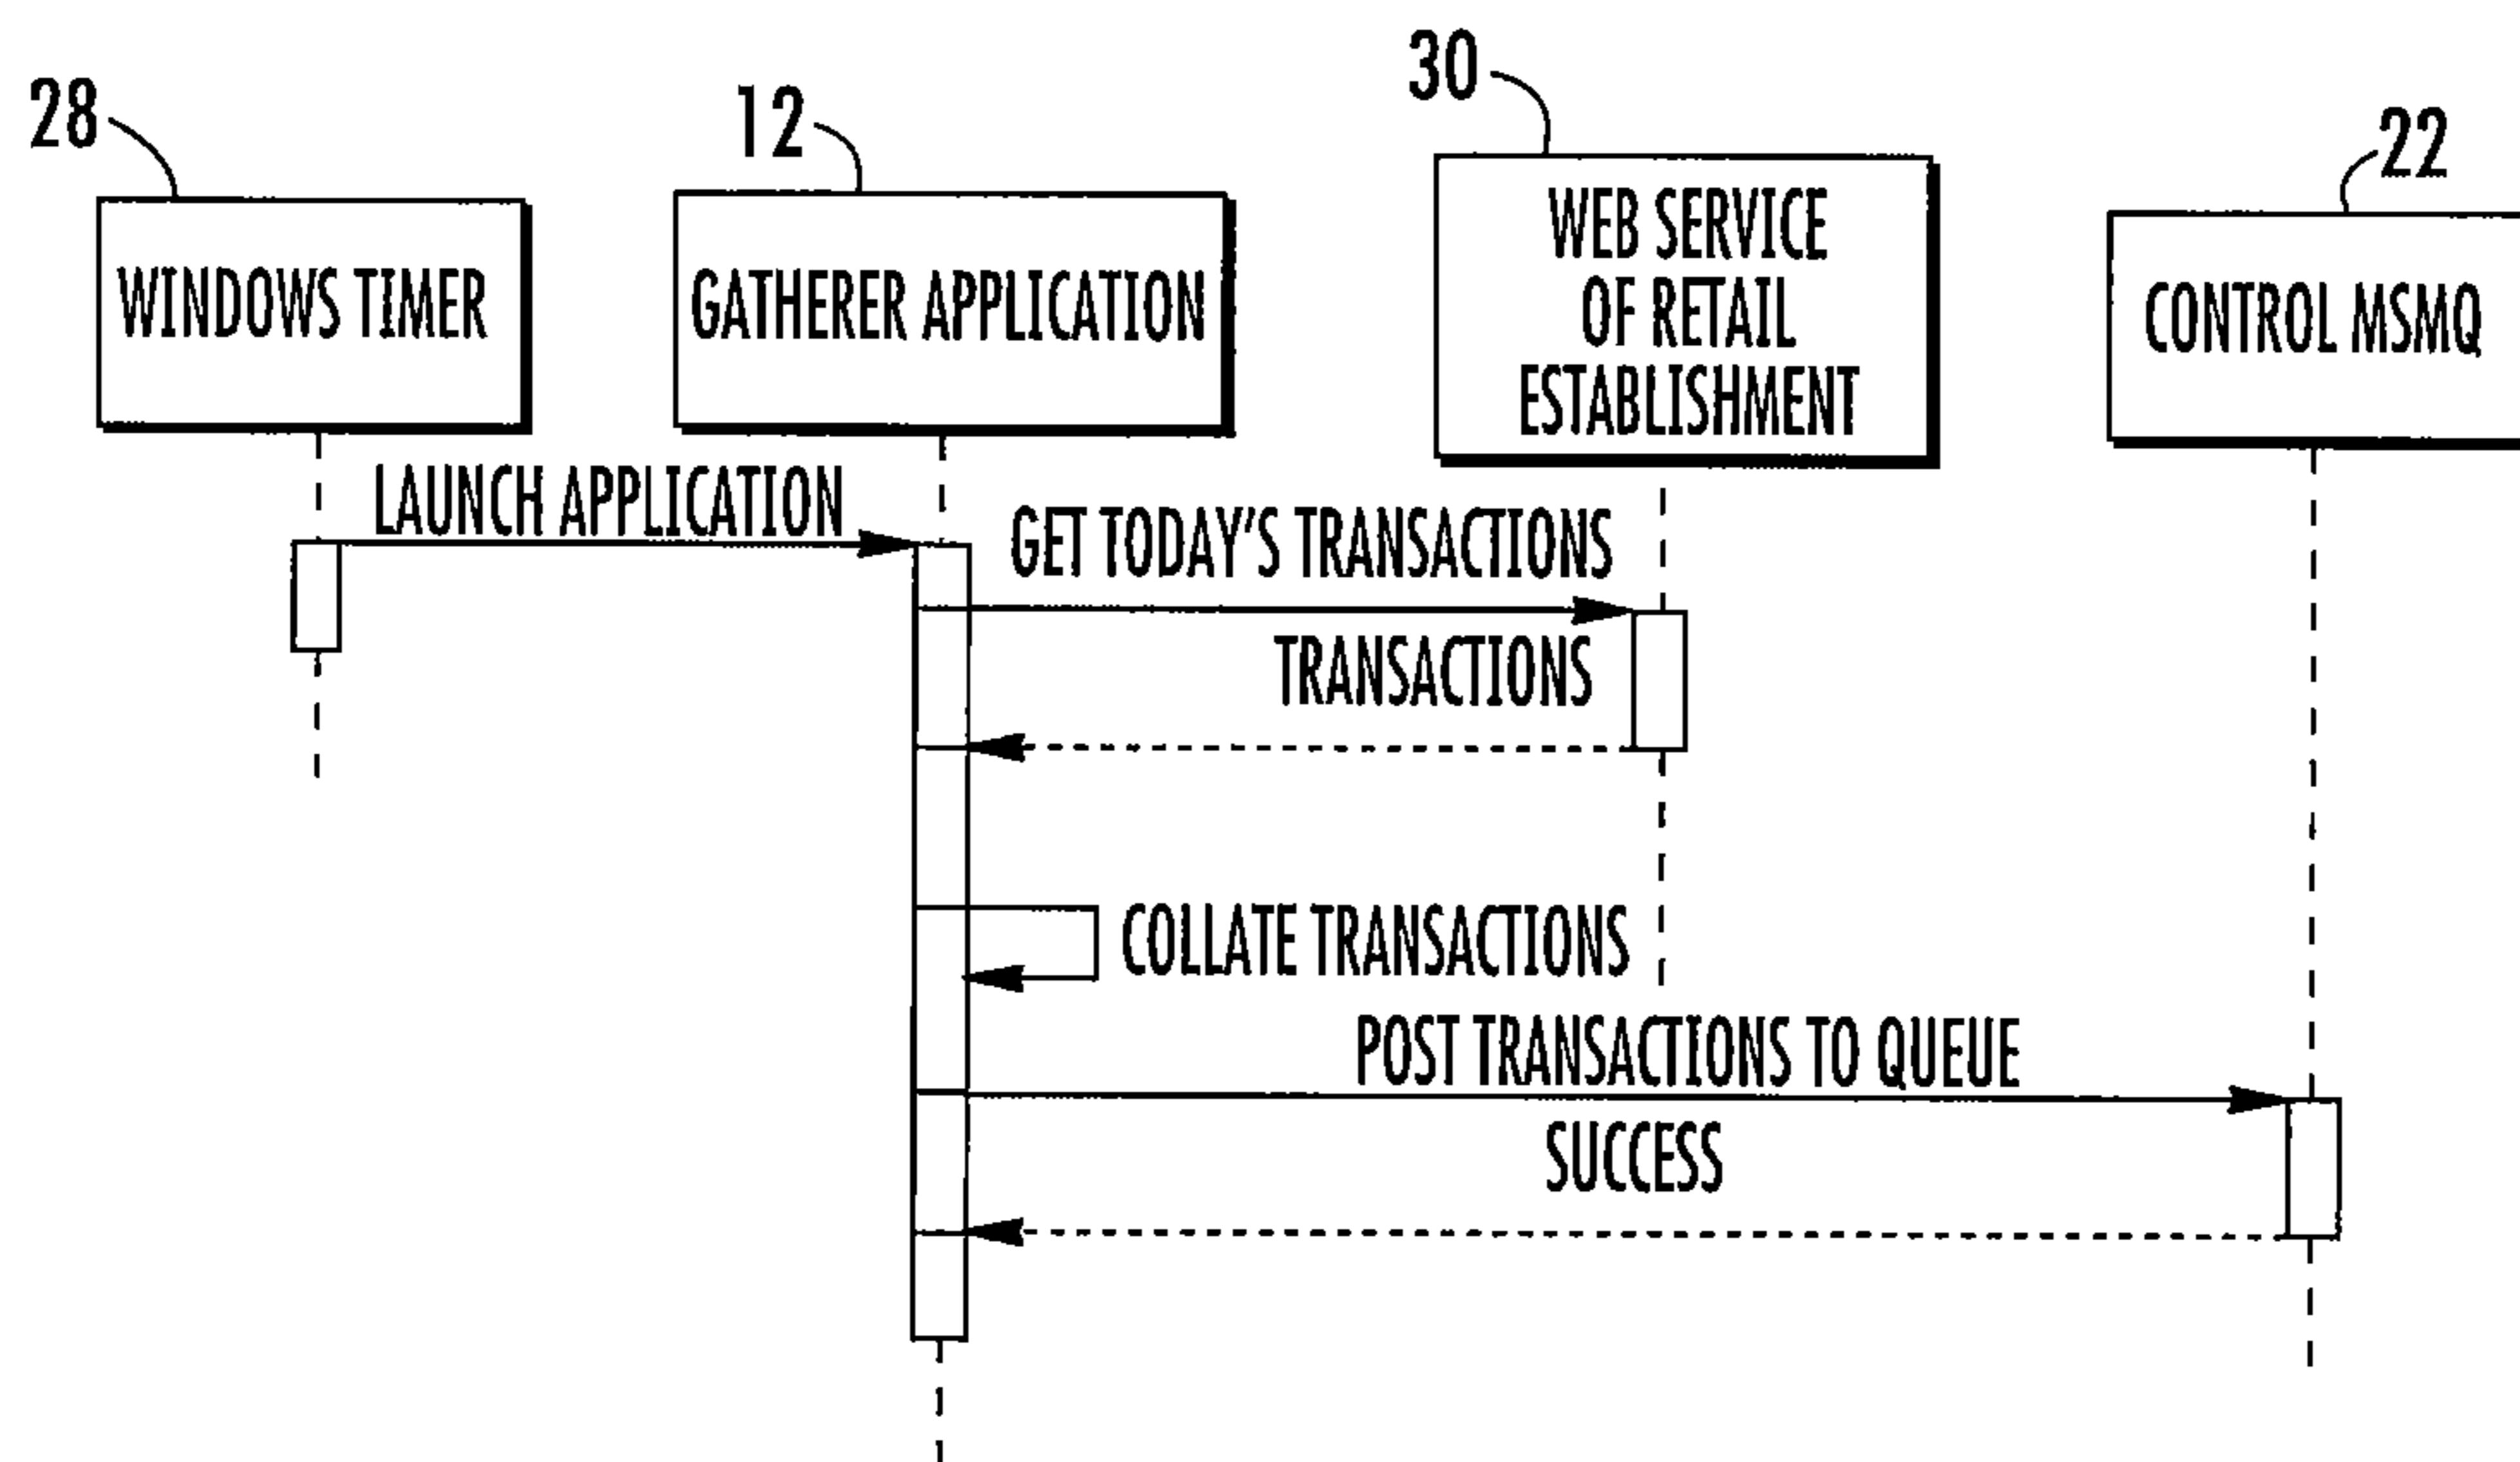 28
12
30
22
WINDOWS TIMER
GATHERER APPLICATION
WEB SERVICE
OF RETAIL
ESTABLISHMENT
CONTROL MSMQ
LAUNCH APPLICATION
GET TODAY'S TRANSACTIONS
TRANSACTIONS
COLLATE TRANSACTIONS
POST TRANSACTIONS TO QUEUE
SUCCESS